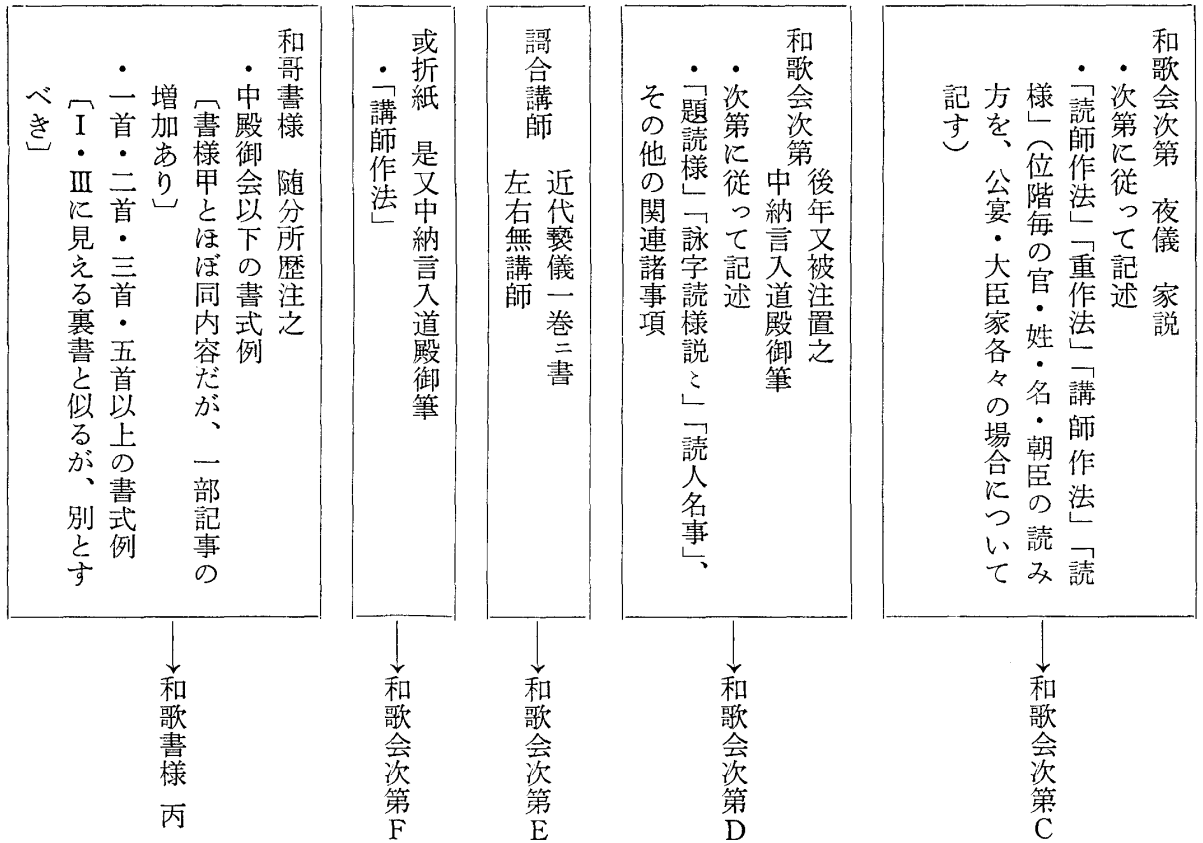 和歌会次第　夜儀　家説
・次第に従って記述
・「読師作法」「重作法」「講師作法」「読
様」（位階毎の官・姓・名・朝臣の読み
方を、公宴・大臣家各々の場合について
記す）
→和歌会次第C
和歌会次第
後年又被注置之
中納言入道殿御筆
・次第に従って記述
・「題読様」「詠字読様説〻」「読人名事」、
その他の関連諸事項
→和歌会次第D
謌合講師
近代褻儀一巻ニ書
左右無講師
→和歌会次第E
或折紙　是又中納言入道殿御筆
・「講師作法」
→和歌会次第F
和哥書様　随分所歴注之
・中殿御会以下の書式例
〔書様甲とほぼ同内容だが、一部記事の
増加あり〕
・一首・二首・三首・五首以上の書式例
〔Ⅰ・Ⅲに見える裏書と似るが、別とす
べき〕
→和歌書様 丙